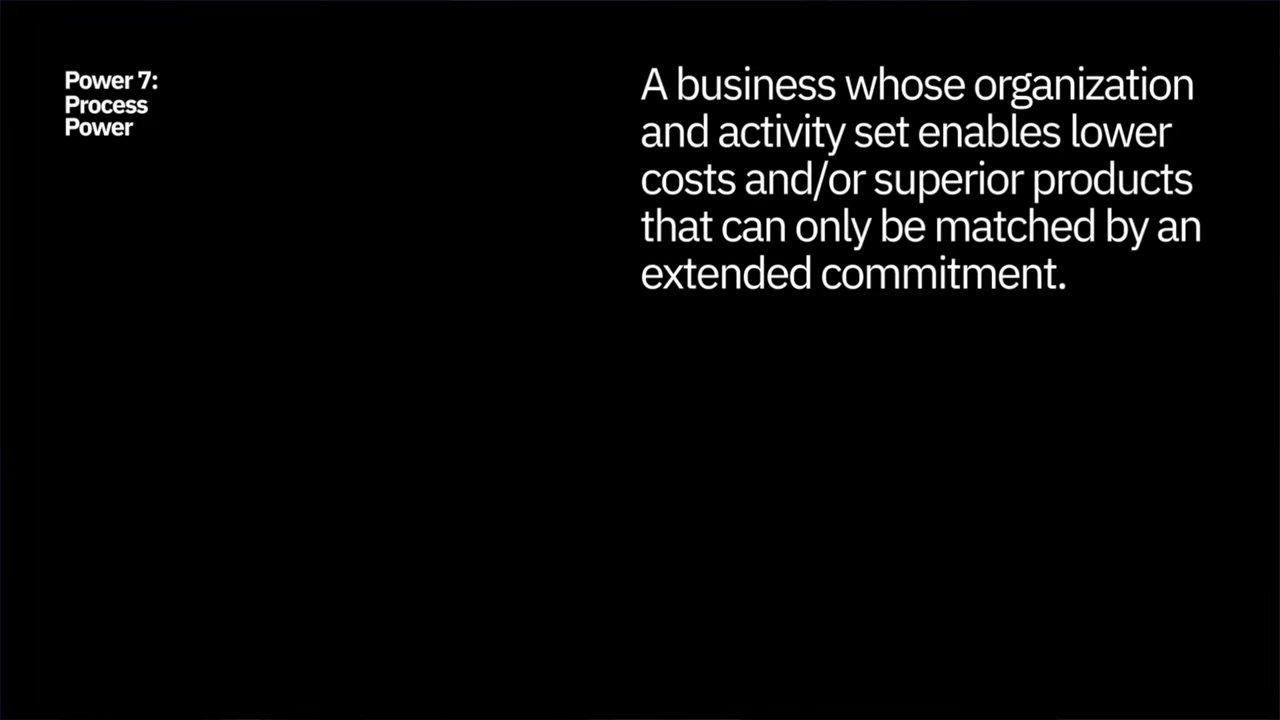 Power 7:
Process
Power
A business whose organization
and activity set enables lower
costs and/or superior products
that can only be matched by an
extended commitment.